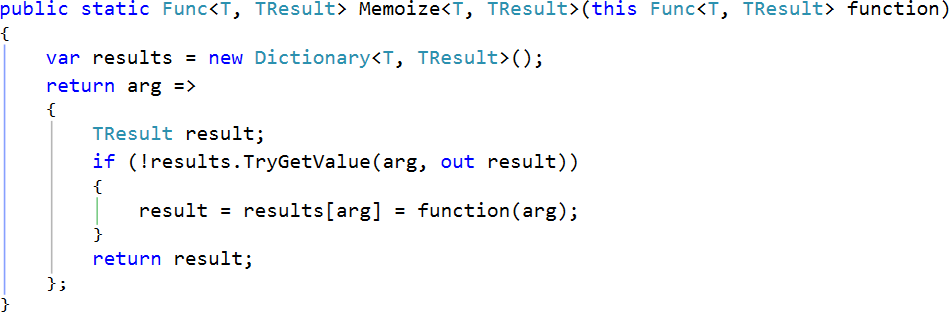 public static Func<T, TResult> Memoize<T, TResult>(this Func<T, TResult> function)
{
    var results = new Dictionary<T, TResult>();
    return arg =>
    {
        TResult result;
        if (!results.TryGetValue(arg, out result))
        {
            result = results[arg] = function(arg);
        }
        return result;
    };
}